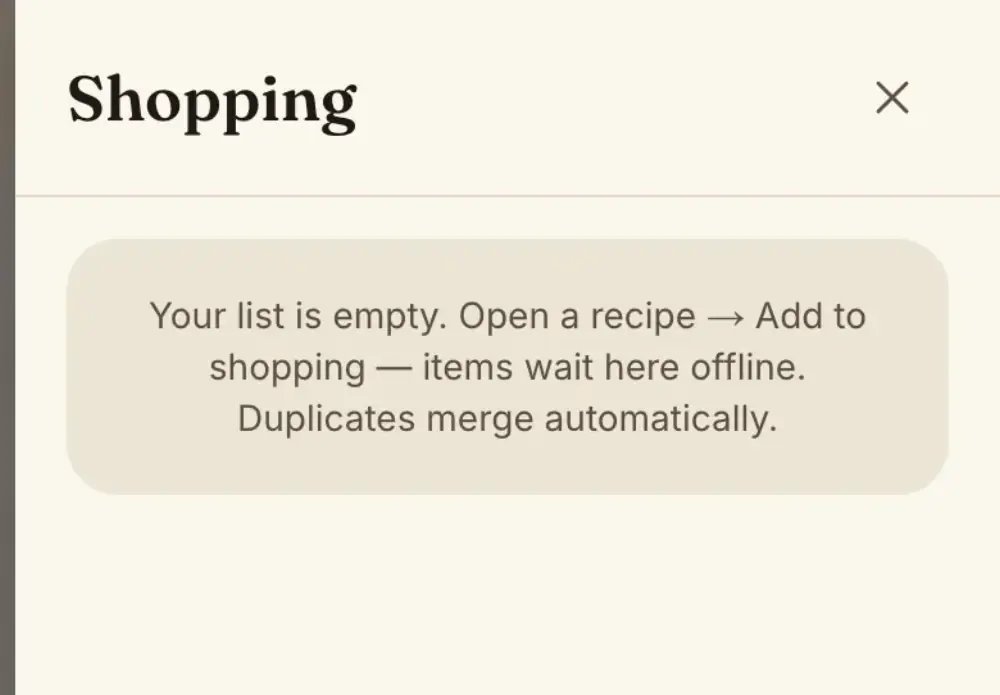 Shopping
Your list is empty. Open a recipe → Add to
shopping — items wait here offline.
Duplicates merge automatically.